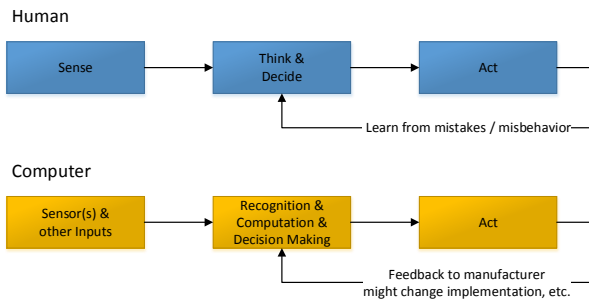 Human
Sense
Think &
Decide
Act
Learn from mistakes / misbehavior
Computer
Sensor(s) &
other Inputs
Recognition &
Computation &
Decision Making
Act
Feedback to manufacturer
might change implementation, etc.